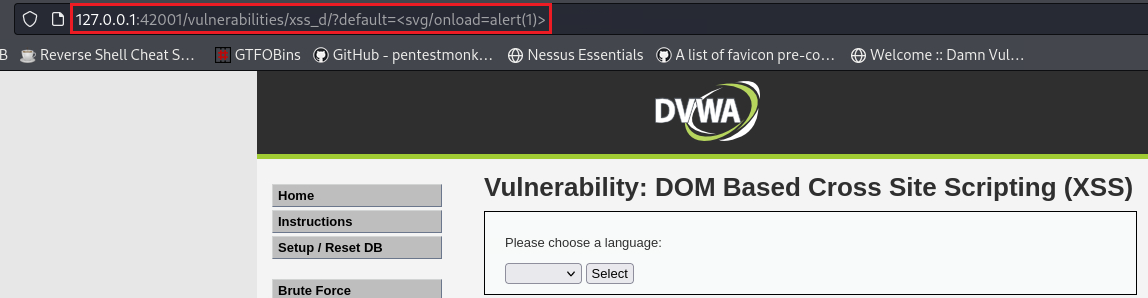 127.0.0.1:42001/vulnerabilities/xss_d/?default=<svg/onload=alert(1)>
B Reverse Shell Cheat S… GTFOBins GitHub - pentestmonk… Nessus Essentials A list of favicon pre-co… Welcome :: Damn Vul…
DVWA
Home
Instructions
Setup / Reset DB
Brute Force
Vulnerability: DOM Based Cross Site Scripting (XSS)
Please choose a language:
Select